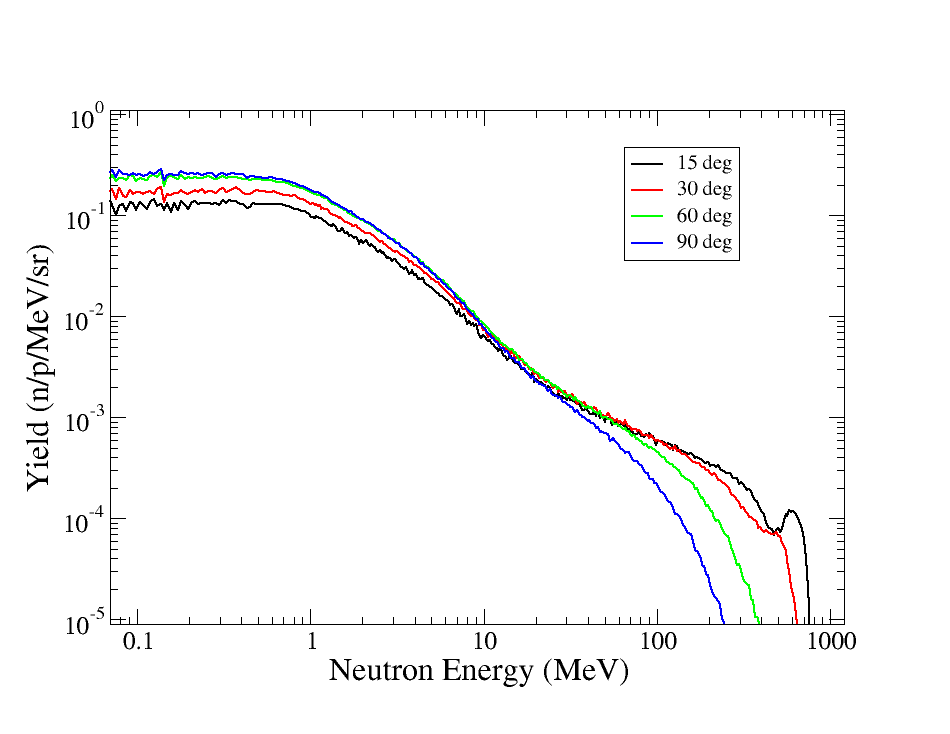 10^0
10^-1
10^-2
10^-3
10^-4
10^-5
Yield (n/p/MeV/sr)
15 deg
30 deg
60 deg
90 deg
0.1 1 10 100 1000
Neutron Energy (MeV)